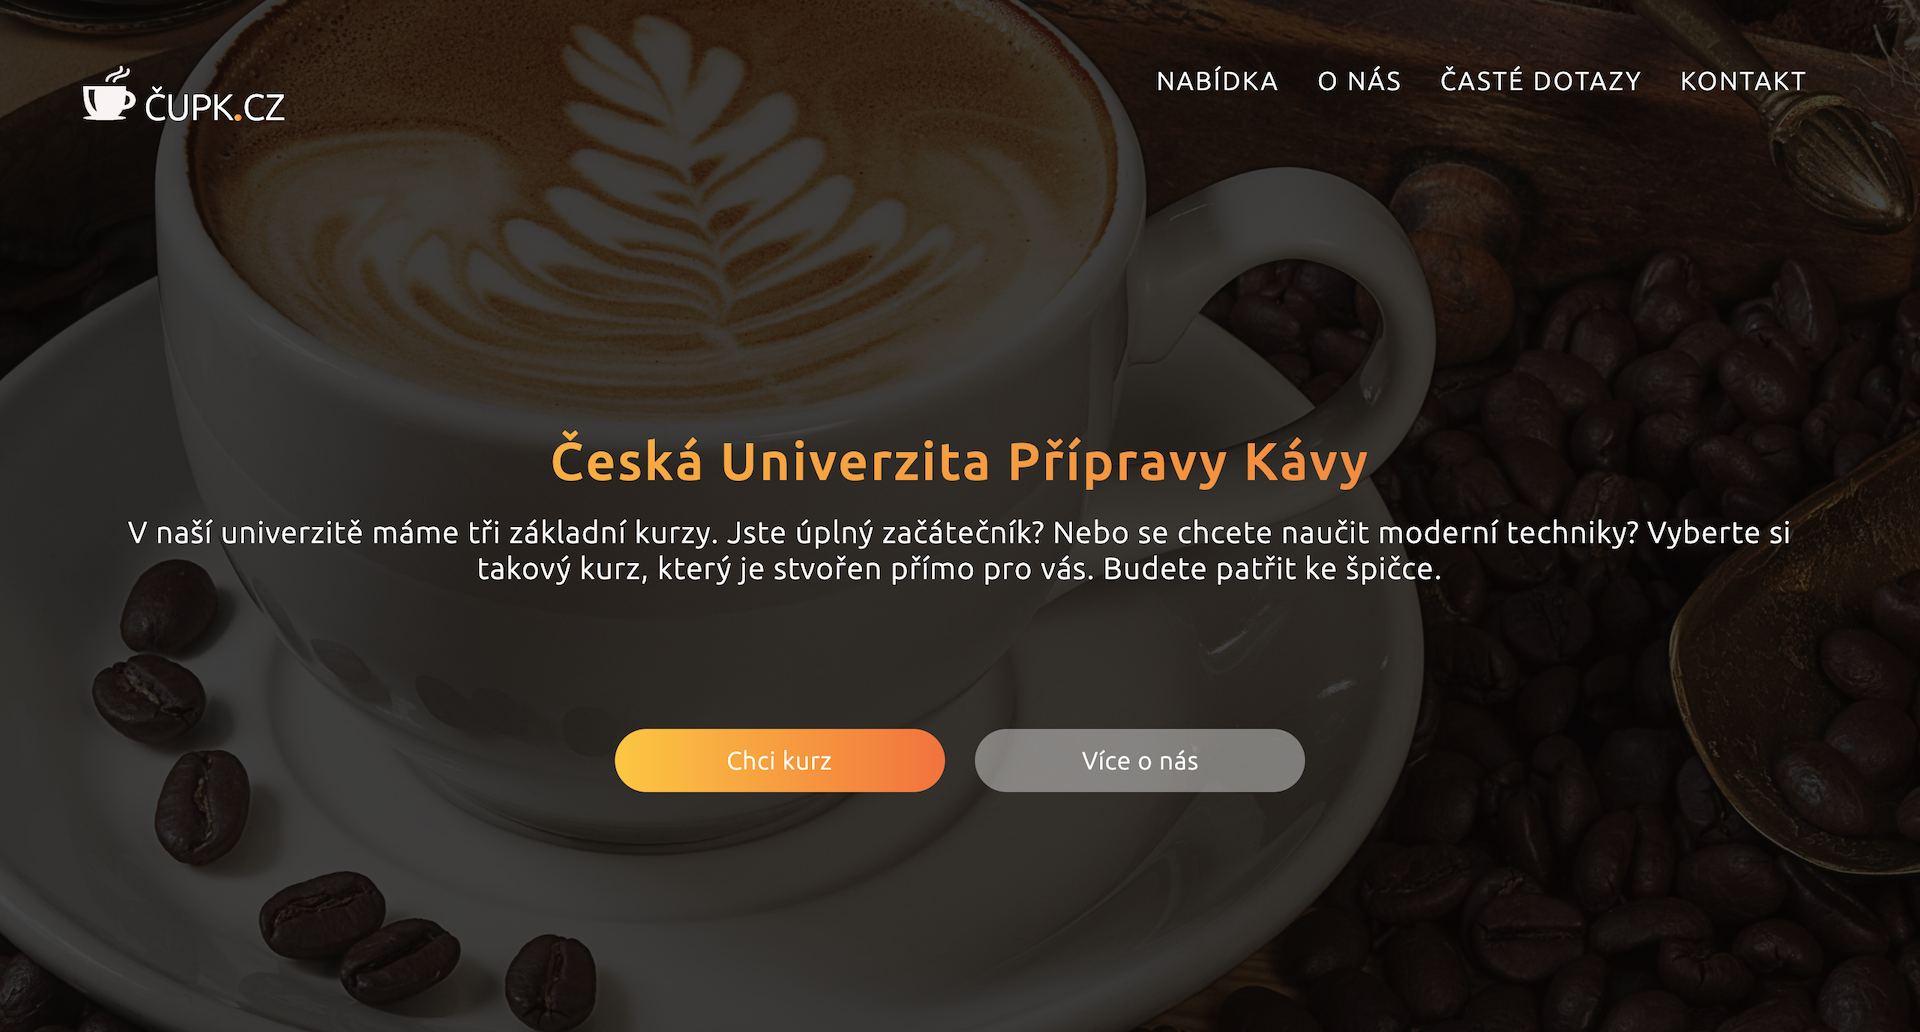 ČUPK.CZ
NABÍDKA
O NÁS
ČASTÉ DOTAZY
KONTAKT
Česká Univerzita Přípravy Kávy
V naší univerzitě máme tři základní kurzy. Jste úplný začátečník? Nebo se chcete naučit moderní techniky? Vyberte si
takový kurz, který je stvořen přímo pro vás. Budete patřit ke špičce.
Chci kurz
Více o nás